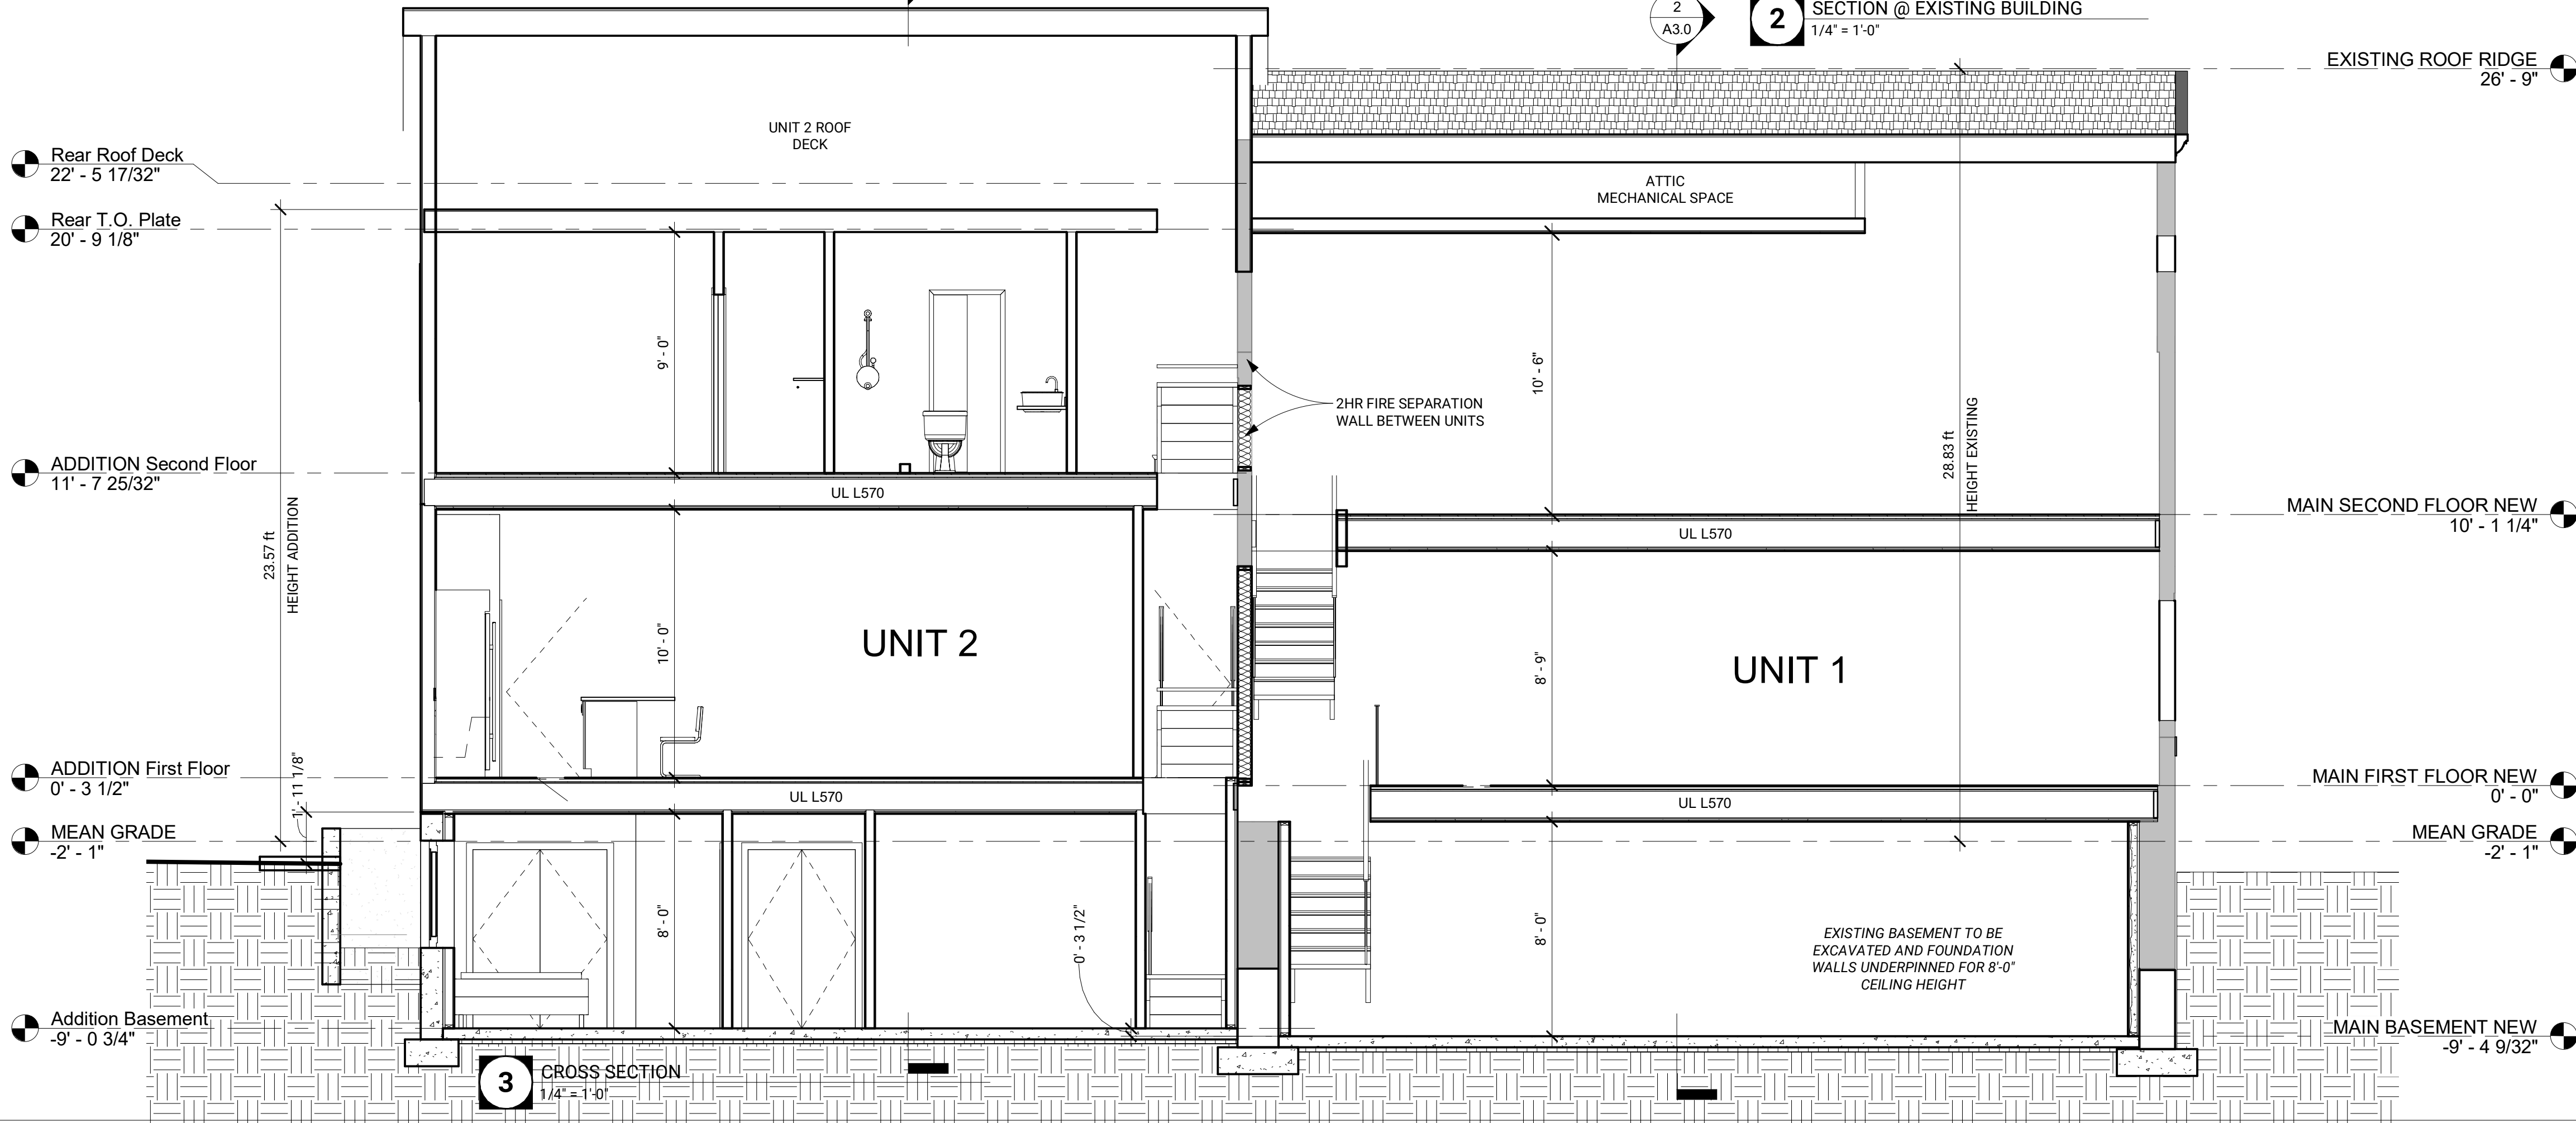 2
A3.0
2
SECTION @ EXISTING BUILDING
1/4" = 1'-0"
EXISTING ROOF RIDGE
26' - 9"
UNIT 2 ROOF
DECK
Rear Roof Deck
22' - 5 17/32"
ATTIC
MECHANICAL SPACE
Rear T.O. Plate
20' - 9 1/8"
9' - 0"
10' - 6"
2HR FIRE SEPARATION
WALL BETWEEN UNITS
28.83 ft
HEIGHT EXISTING
ADDITION Second Floor
11' - 7 25/32"
UL L570
MAIN SECOND FLOOR NEW
10' - 1 1/4"
UL L570
23.57 ft
HEIGHT ADDITION
10' - 0"
UNIT 2
8' - 9"
UNIT 1
ADDITION First Floor
0' - 3 1/2"
1' - 11 1/8"
UL L570
UL L570
MAIN FIRST FLOOR NEW
0' - 0"
MEAN GRADE
-2' - 1"
MEAN GRADE
-2' - 1"
8' - 0"
0' - 3 1/2"
8' - 0"
EXISTING BASEMENT TO BE
EXCAVATED AND FOUNDATION
WALLS UNDERPINNED FOR 8'-0"
CEILING HEIGHT
Addition Basement
-9' - 0 3/4"
MAIN BASEMENT NEW
-9' - 4 9/32"
3
CROSS SECTION
1/4" = 1'-0"